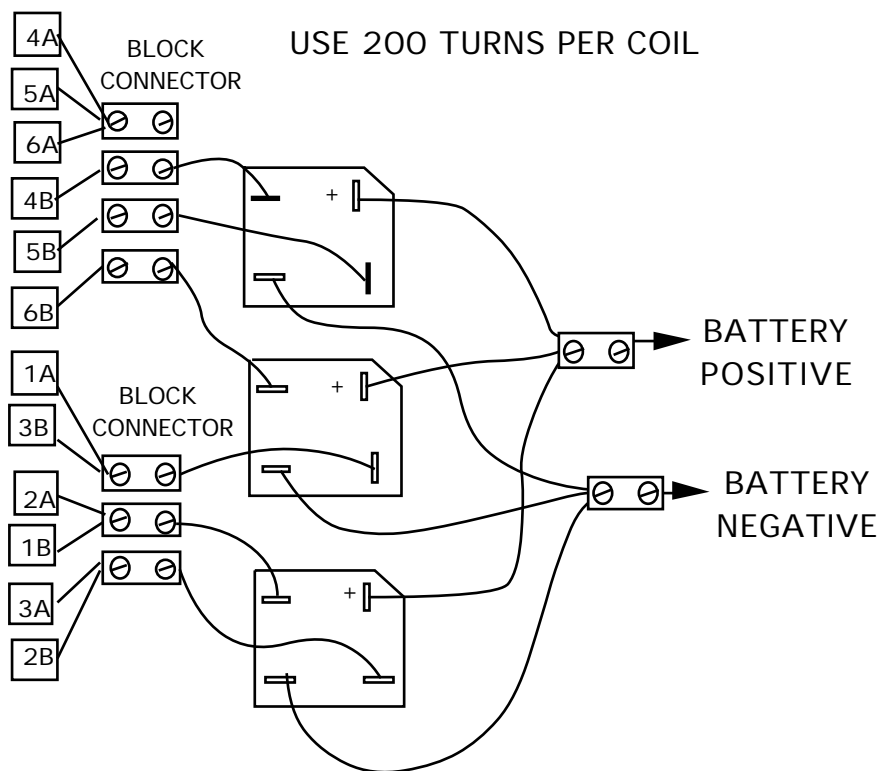 USE 200 TURNS PER COIL
4A
5A
6A
4B
5B
6B
BLOCK
CONNECTOR
+
+
BATTERY
POSITIVE
1A
3B
2A
1B
3A
2B
BLOCK
CONNECTOR
+
BATTERY
NEGATIVE